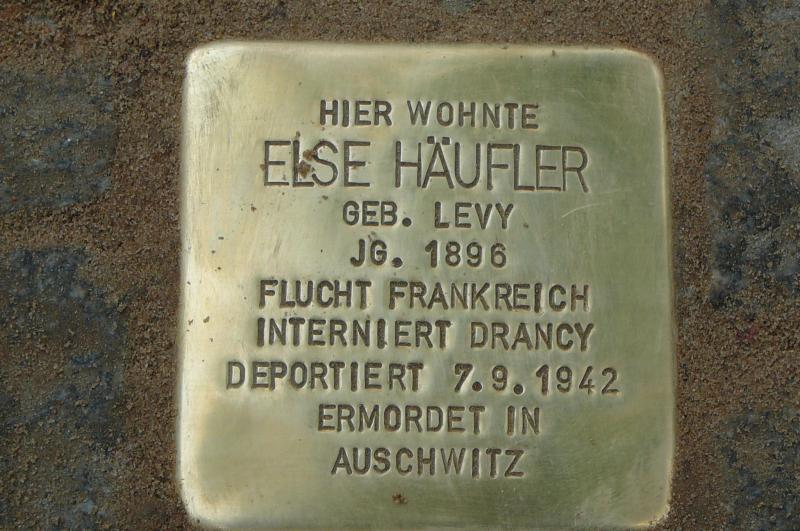 HIER WOHNTE
ELSE HÄUFLER
GEB. LEVY
JG. 1896
FLUCHT FRANKREICH
INTERNIERT DRANCY
DEPORTIERT 7.9.1942
ERMORDET IN
AUSCHWITZ